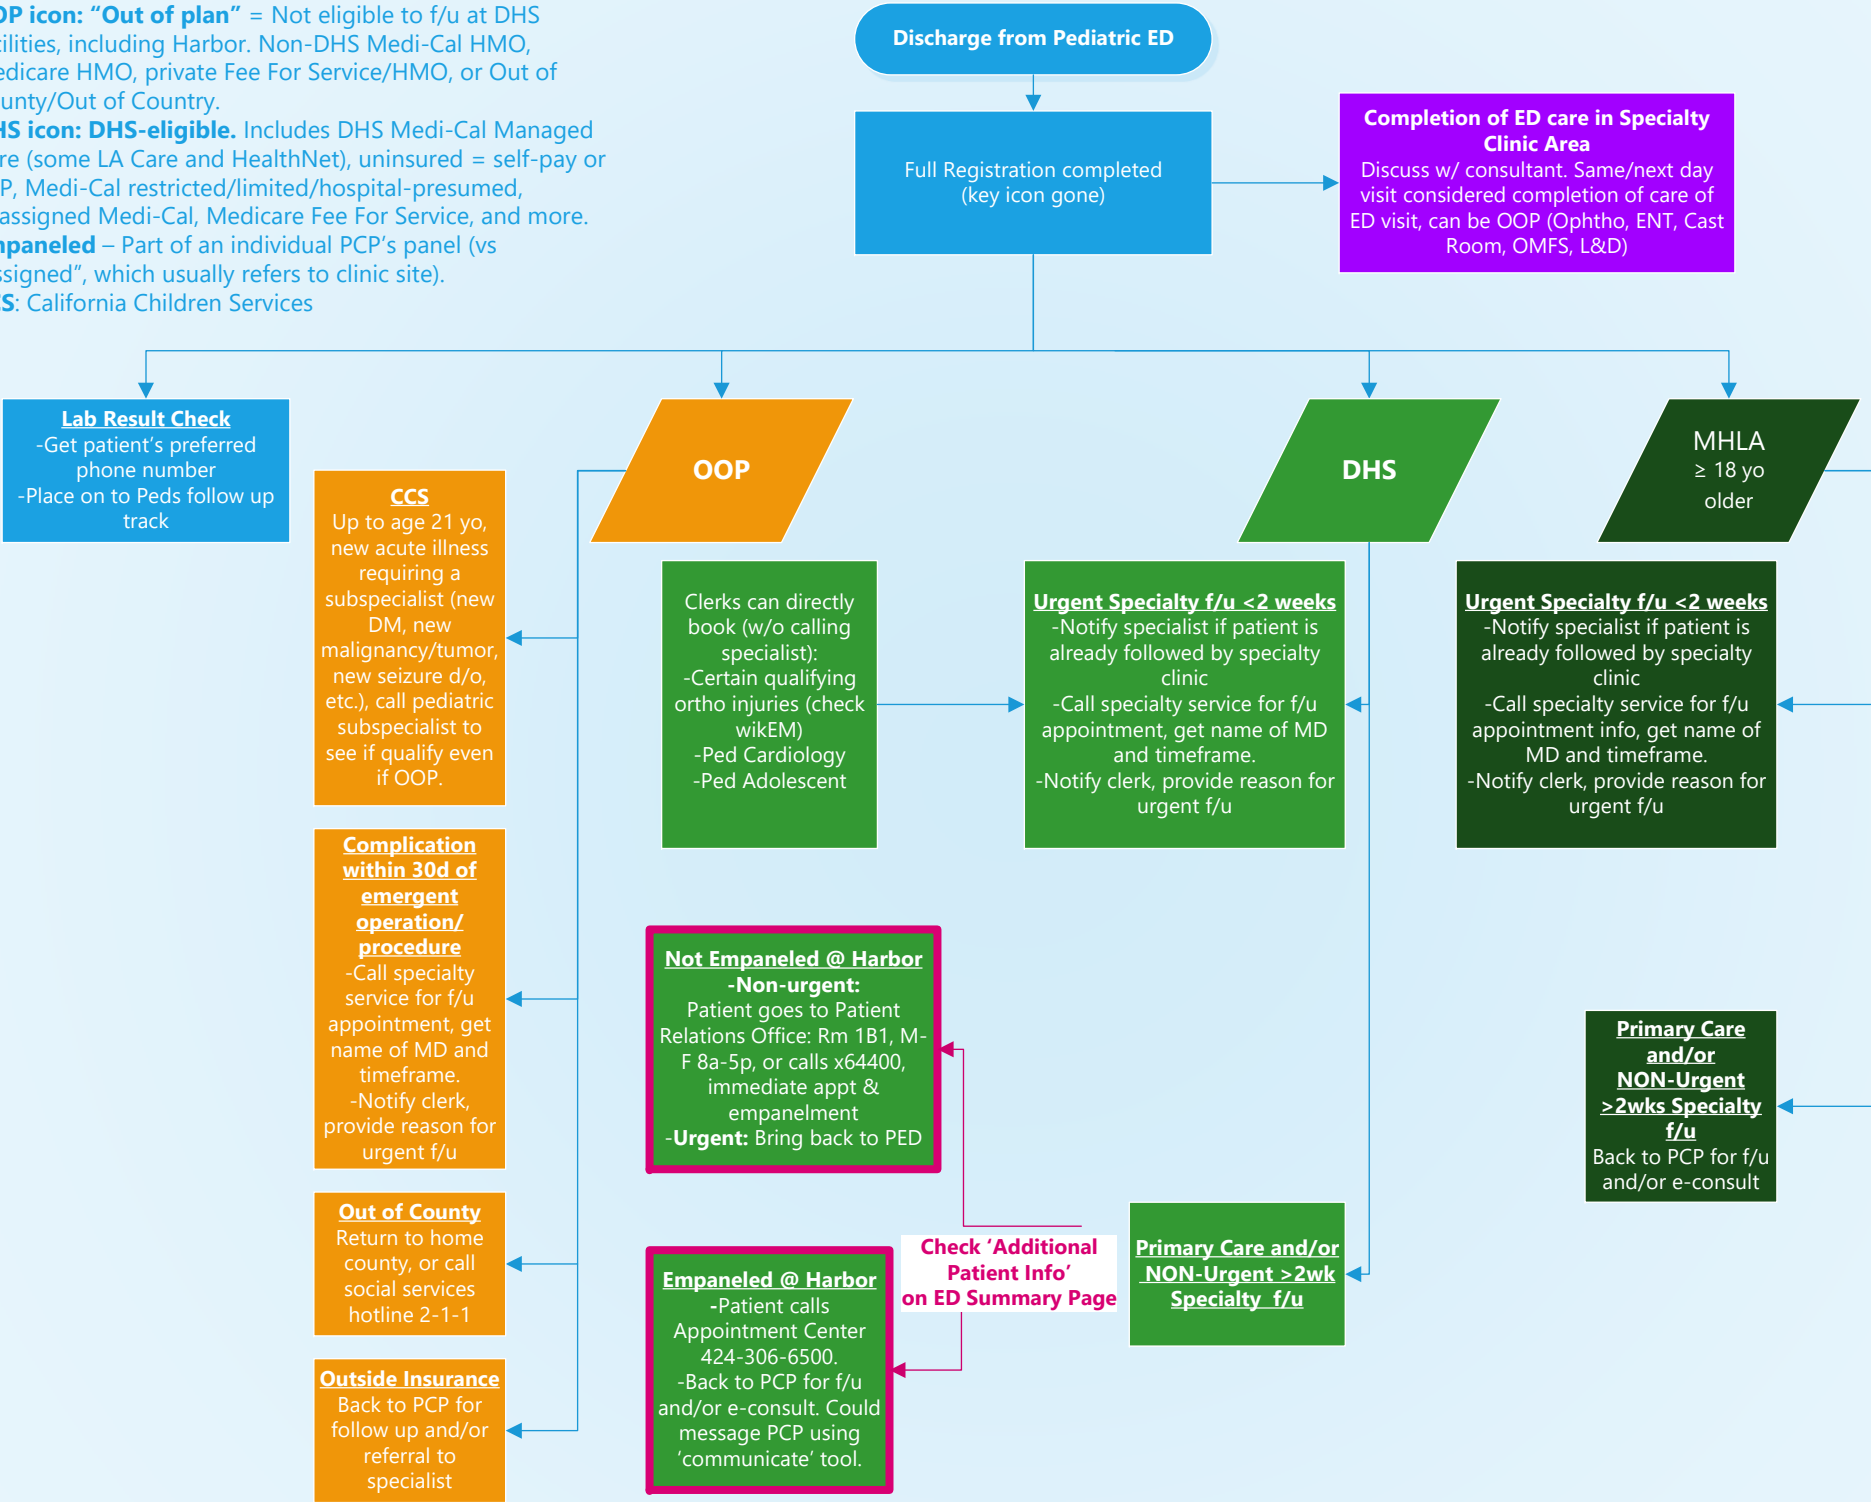 OP icon: “Out of plan” = Not eligible to f/u at DHS
cilities, including Harbor. Non-DHS Medi-Cal HMO,
edicare HMO, private Fee For Service/HMO, or Out of
unty/Out of Country.
HS icon: DHS-eligible. Includes DHS Medi-Cal Managed
re (some LA Care and HealthNet), uninsured = self-pay or
P, Medi-Cal restricted/limited/hospital-presumed,
assigned Medi-Cal, Medicare Fee For Service, and more.
mpaneled – Part of an individual PCP’s panel (vs
ssigned”, which usually refers to clinic site).
CS: California Children Services
Discharge from Pediatric ED
Full Registration completed
(key icon gone)
Completion of ED care in Specialty
Clinic Area
Discuss w/ consultant. Same/next day
visit considered completion of care of
ED visit, can be OOP (Ophtho, ENT, Cast
Room, OMFS, L&D)
Lab Result Check
-Get patient’s preferred
phone number
-Place on to Peds follow up
track
OOP
DHS
MHLA
≥ 18 yo
older
CCS
Up to age 21 yo,
new acute illness
requiring a
subspecialist (new
DM, new
malignancy/tumor,
new seizure d/o,
etc.), call pediatric
subspecialist to
see if qualify even
if OOP.
Clerks can directly
book (w/o calling
specialist):
-Certain qualifying
ortho injuries (check
wikEM)
-Ped Cardiology
-Ped Adolescent
Urgent Specialty f/u <2 weeks
-Notify specialist if patient is
already followed by specialty
clinic
-Call specialty service for f/u
appointment, get name of MD
and timeframe.
-Notify clerk, provide reason for
urgent f/u
Urgent Specialty f/u <2 weeks
-Notify specialist if patient is
already followed by specialty
clinic
-Call specialty service for f/u
appointment info, get name of
MD and timeframe.
-Notify clerk, provide reason for
urgent f/u
Complication
within 30d of
emergent
operation/
procedure
-Call specialty
service for f/u
appointment, get
name of MD and
timeframe.
-Notify clerk,
provide reason for
urgent f/u
Not Empaneled @ Harbor
-Non-urgent:
Patient goes to Patient
Relations Office: Rm 1B1, M-
F 8a-5p, or calls x64400,
immediate appt &
empanelment
-Urgent: Bring back to PED
Primary Care
and/or
NON-Urgent
>2wks Specialty
f/u
Back to PCP for f/u
and/or e-consult
Out of County
Return to home
county, or call
social services
hotline 2-1-1
Empaneled @ Harbor
-Patient calls
Appointment Center
424-306-6500.
-Back to PCP for f/u
and/or e-consult. Could
message PCP using
‘communicate’ tool.
Check ‘Additional
Patient Info’
on ED Summary Page
Primary Care and/or
NON-Urgent >2wk
Specialty f/u
Outside Insurance
Back to PCP for
follow up and/or
referral to
specialist